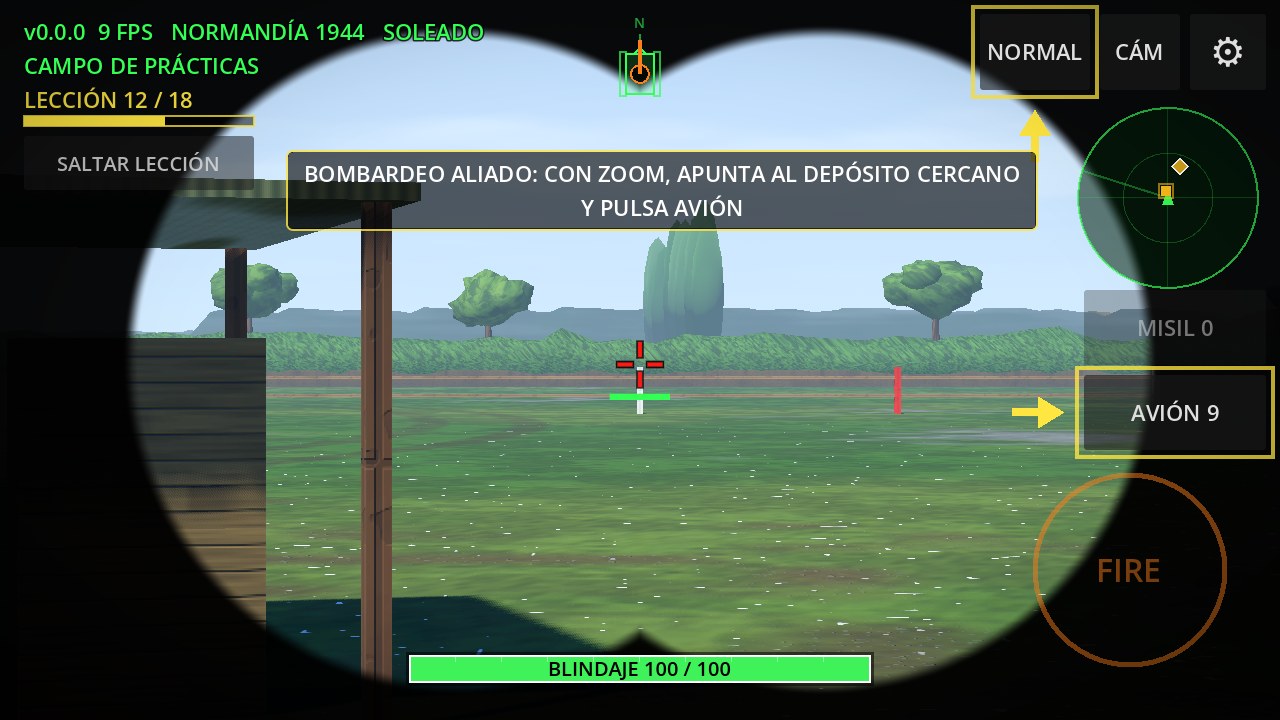 v0.0.0 9 FPS NORMANDÍA 1944 SOLEADO
CAMPO DE PRÁCTICAS
LECCIÓN 12 / 18
SALTAR LECCIÓN
N
NORMAL
CÁM
BOMBARDEO ALIADO: CON ZOOM, APUNTA AL DEPÓSITO CERCANO
Y PULSA AVIÓN
MISIL 0
AVIÓN 9
FIRE
BLINDAJE 100 / 100